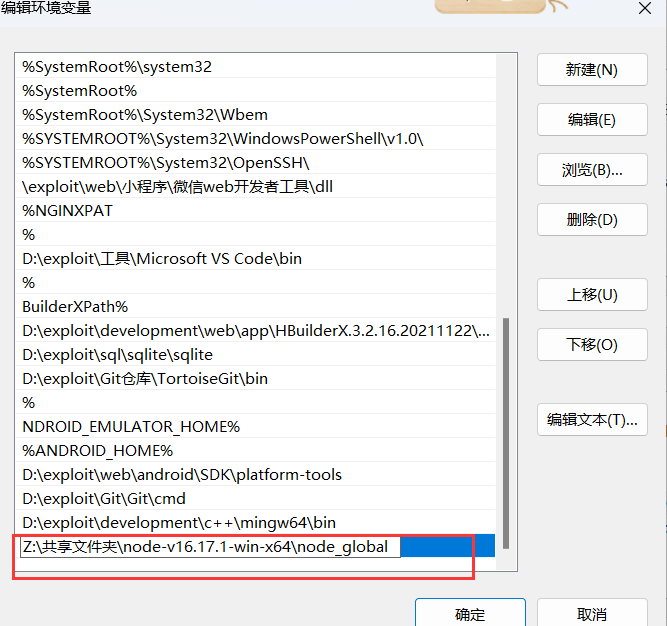 编辑环境变量
%SystemRoot%\system32
%SystemRoot%
%SystemRoot%\System32\Wbem
%SYSTEMROOT%\System32\WindowsPowerShell\v1.0\
%SYSTEMROOT%\System32\OpenSSH\
\exploit\web\小程序\微信web开发者工具\dll
%NGINXPAT
%
D:\exploit\工具\Microsoft VS Code\bin
%
BuilderXPath%
D:\exploit\development\web\app\HBuilderX.3.2.16.20211122\...
D:\exploit\sql\sqlite\sqlite
D:\exploit\Git仓库\TortoiseGit\bin
%
NDROID_EMULATOR_HOME%
%ANDROID_HOME%
D:\exploit\web\android\SDK\platform-tools
D:\exploit\Git\Git\cmd
D:\exploit\development\c++\mingw64\bin
Z:\共享文件夹\node-v16.17.1-win-x64\node_global
新建(N)
编辑(E)
浏览(B)...
删除(D)
上移(U)
下移(O)
编辑文本(T)...
确定
取消